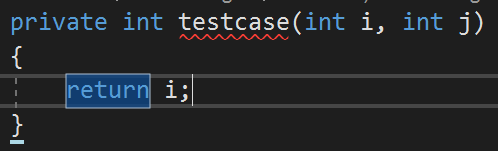 private int testcase(int i, int j)
{
return i;
}